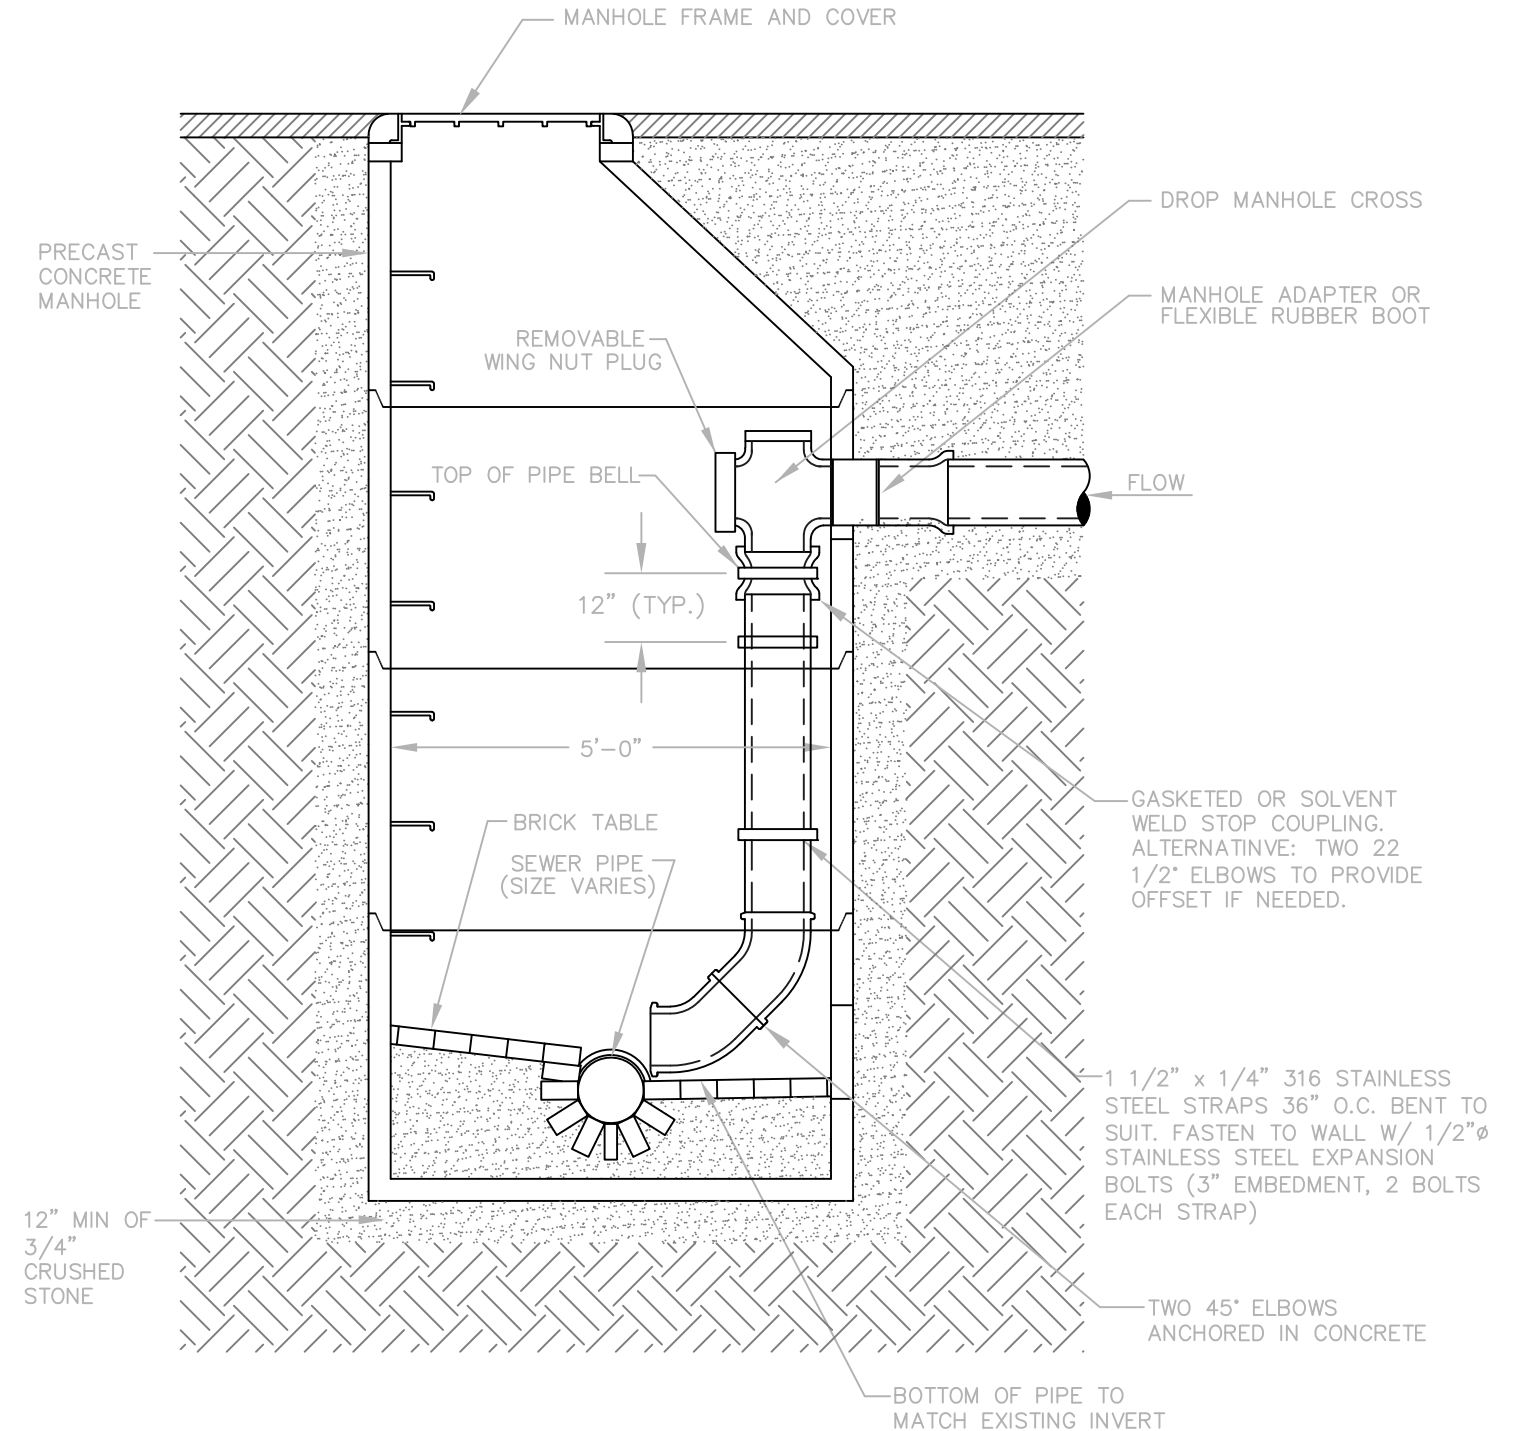 MANHOLE FRAME AND COVER
DROP MANHOLE CROSS
PRECAST
CONCRETE
MANHOLE
MANHOLE ADAPTER OR
FLEXIBLE RUBBER BOOT
REMOVABLE
WING NUT PLUG
TOP OF PIPE BELL
FLOW
12" (TYP.)
5'-0"
GASKETED OR SOLVENT
WELD STOP COUPLING.
ALTERNATINVE: TWO 22
1/2° ELBOWS TO PROVIDE
OFFSET IF NEEDED.
BRICK TABLE
SEWER PIPE
(SIZE VARIES)
1 1/2" x 1/4" 316 STAINLESS
STEEL STRAPS 36" O.C. BENT TO
SUIT. FASTEN TO WALL W/ 1/2"ø
STAINLESS STEEL EXPANSION
BOLTS (3" EMBEDMENT, 2 BOLTS
EACH STRAP)
12" MIN OF
3/4"
CRUSHED
STONE
TWO 45° ELBOWS
ANCHORED IN CONCRETE
BOTTOM OF PIPE TO
MATCH EXISTING INVERT